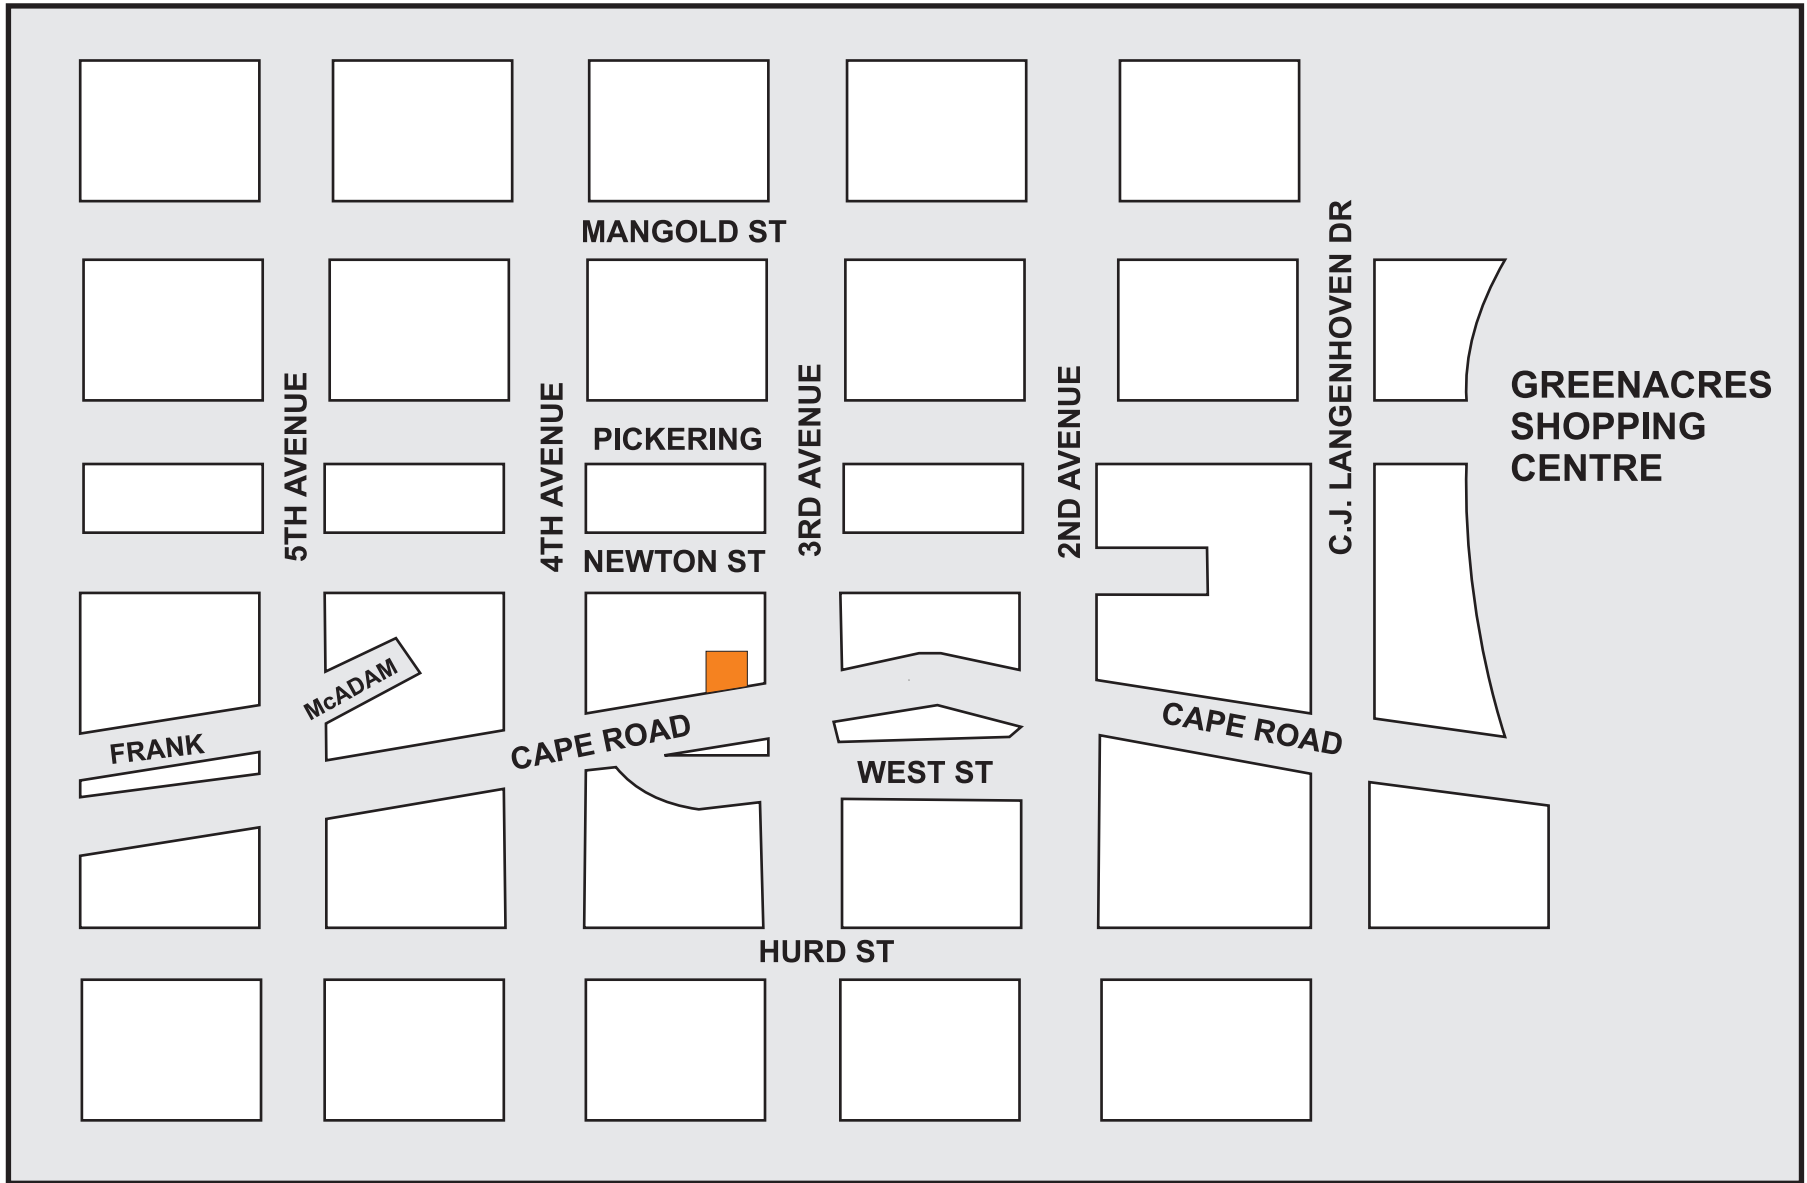 MANGOLD ST
C.J. LANGENHOVEN DR
GREENACRES
SHOPPING
CENTRE
5TH AVENUE
4TH AVENUE
PICKERING
3RD AVENUE
2ND AVENUE
NEWTON ST
McADAM
FRANK
CAPE ROAD
CAPE ROAD
WEST ST
HURD ST